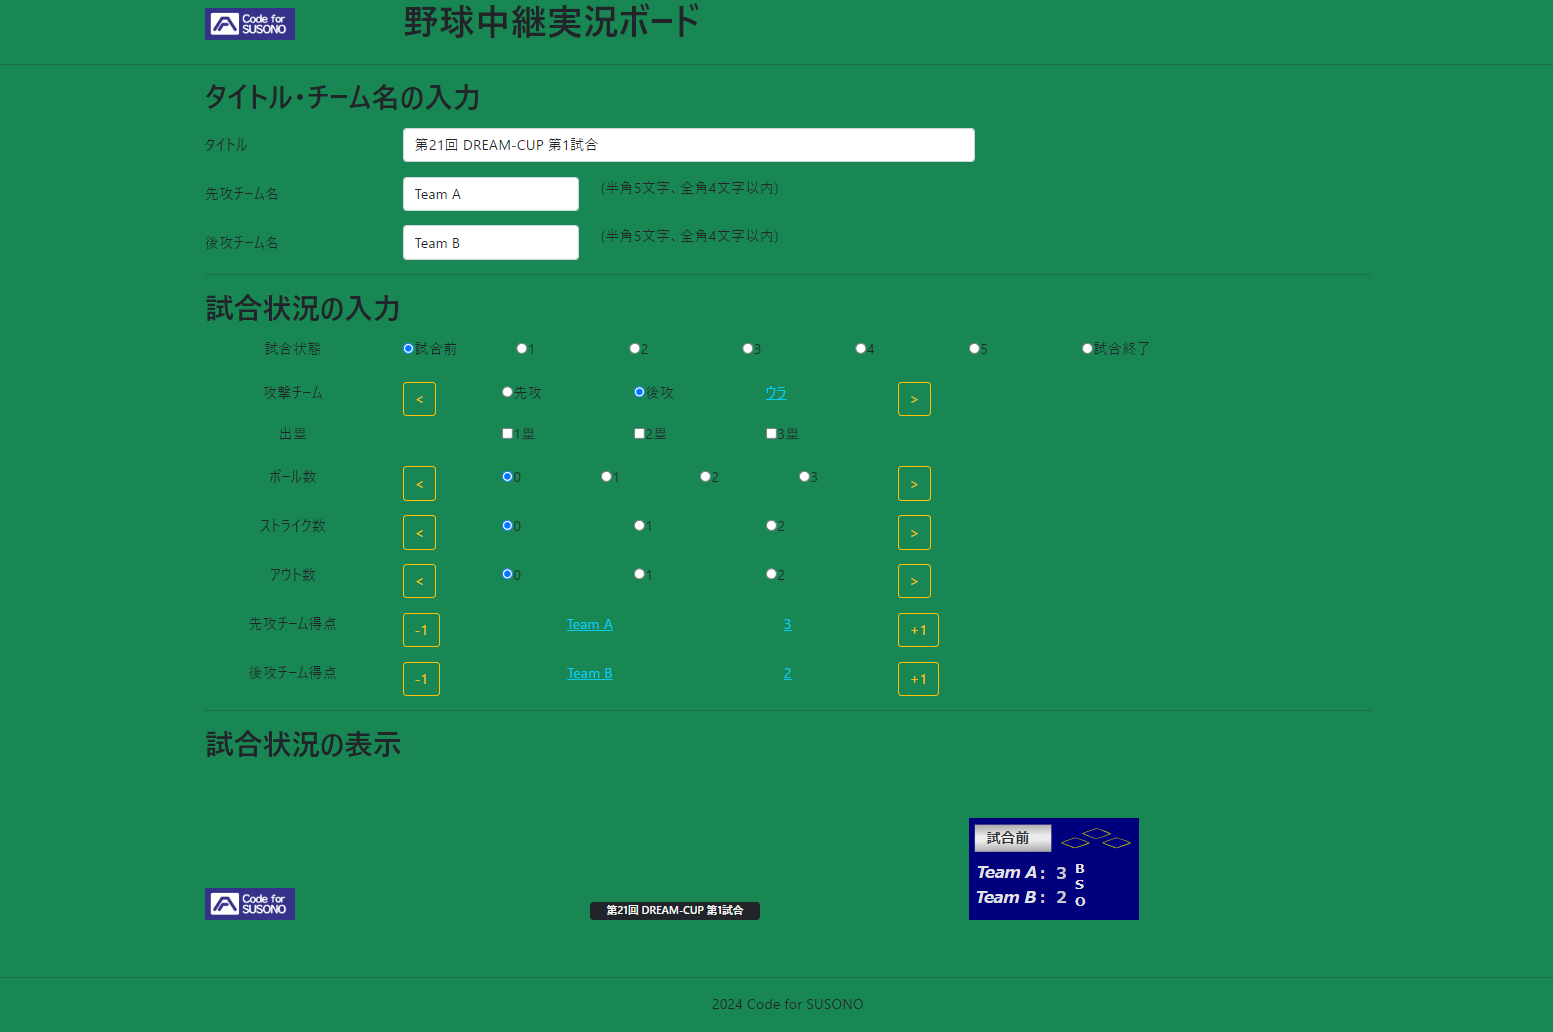 Code for SUSONO
野球中継実況ボード
タイトル・チーム名の入力
タイトル 第21回 DREAM-CUP 第1試合
先攻チーム名 Team A (半角5文字、全角4文字以内)
後攻チーム名 Team B (半角5文字、全角4文字以内)
試合状況の入力
試合状態 試合前 1 2 3 4 5 試合終了
攻撃チーム < 先攻 後攻 ウラ >
出塁 1塁 2塁 3塁
ボール数 < 0 1 2 3 >
ストライク数 < 0 1 2 >
アウト数 < 0 1 2 >
先攻チーム得点 -1 Team A 3 +1
後攻チーム得点 -1 Team B 2 +1
試合状況の表示
試合前
Team A : 3 B
S
Team B : 2 O
Code for SUSONO
第21回 DREAM-CUP 第1試合
2024 Code for SUSONO